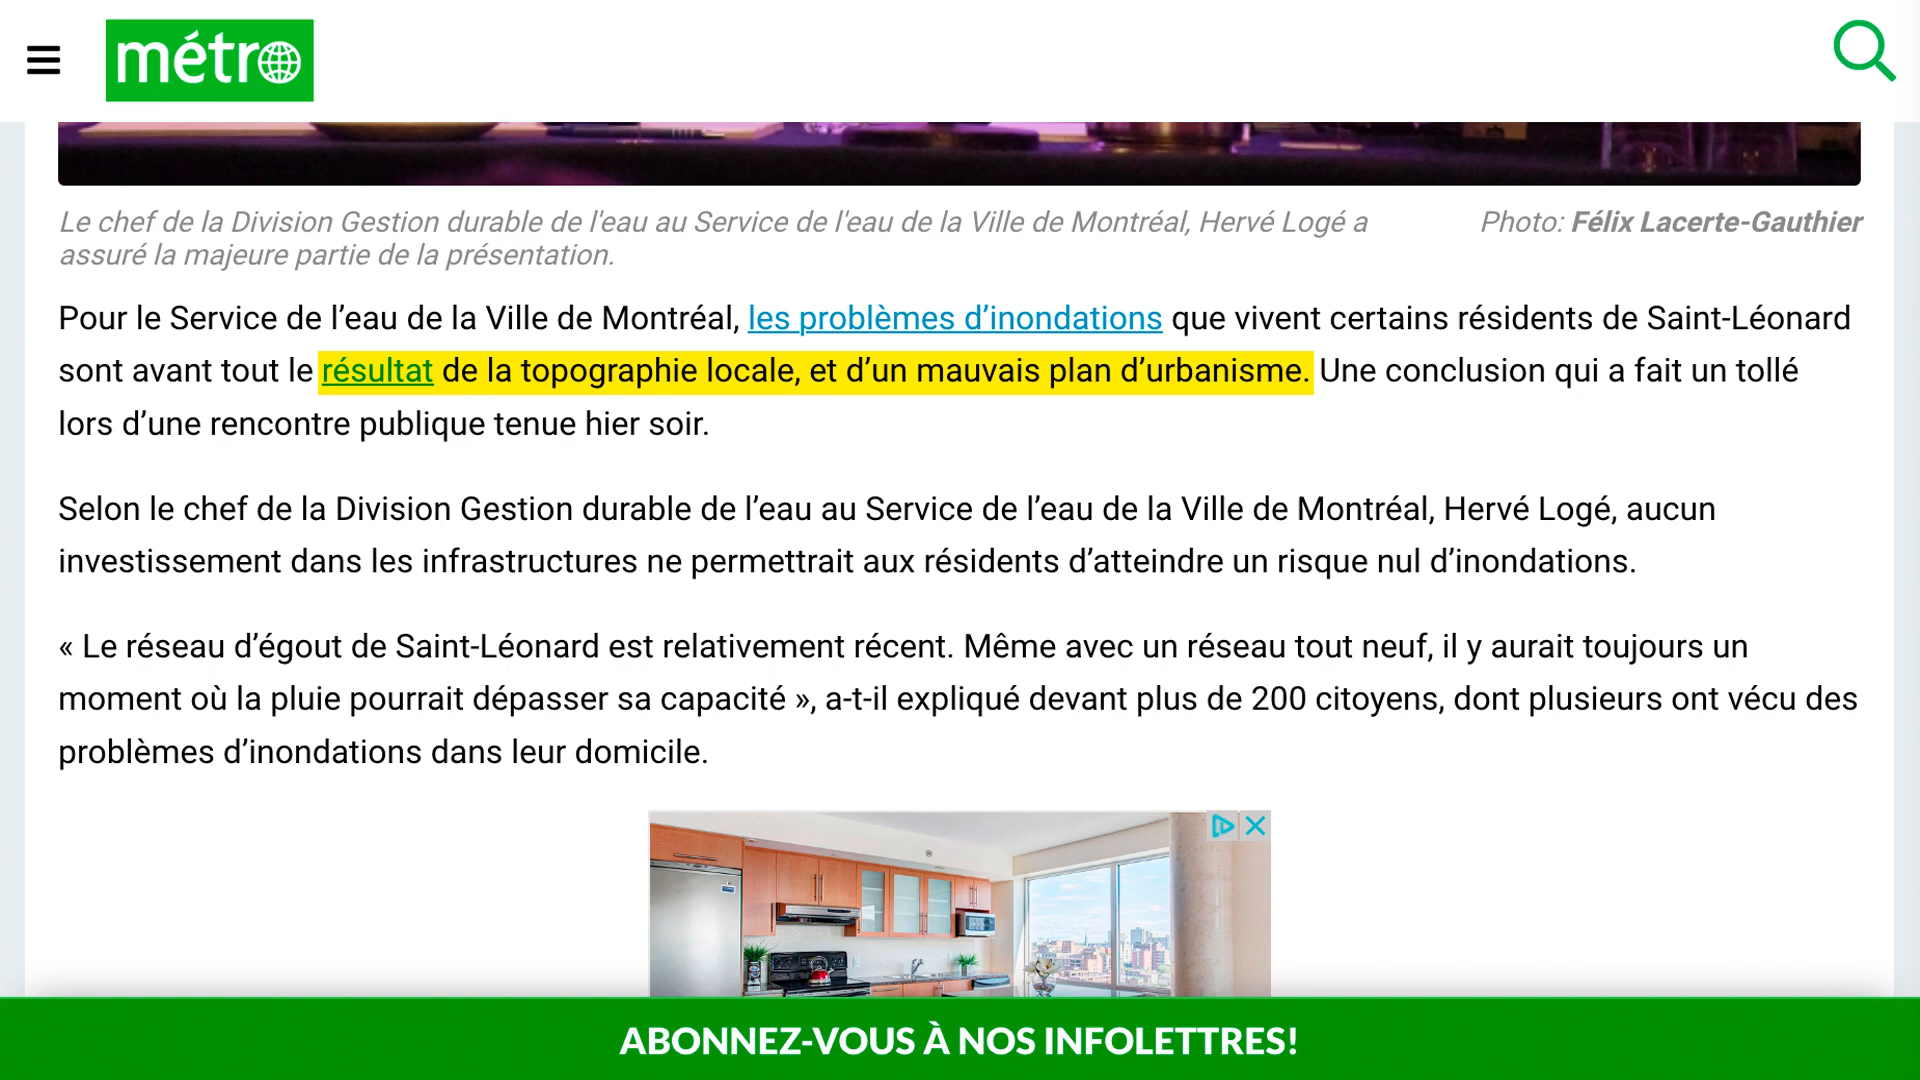 métro
Le chef de la Division Gestion durable de l'eau au Service de l'eau de la Ville de Montréal, Hervé Logé a
assuré la majeure partie de la présentation.
Photo: Félix Lacerte-Gauthier
Pour le Service de l’eau de la Ville de Montréal, les problèmes d’inondations que vivent certains résidents de Saint-Léonard
sont avant tout le résultat de la topographie locale, et d’un mauvais plan d’urbanisme. Une conclusion qui a fait un tollé
lors d’une rencontre publique tenue hier soir.
Selon le chef de la Division Gestion durable de l’eau au Service de l’eau de la Ville de Montréal, Hervé Logé, aucun
investissement dans les infrastructures ne permettrait aux résidents d’atteindre un risque nul d’inondations.
« Le réseau d’égout de Saint-Léonard est relativement récent. Même avec un réseau tout neuf, il y aurait toujours un
moment où la pluie pourrait dépasser sa capacité », a-t-il expliqué devant plus de 200 citoyens, dont plusieurs ont vécu des
problèmes d’inondations dans leur domicile.
ABONNEZ-VOUS À NOS INFOLETTRES!